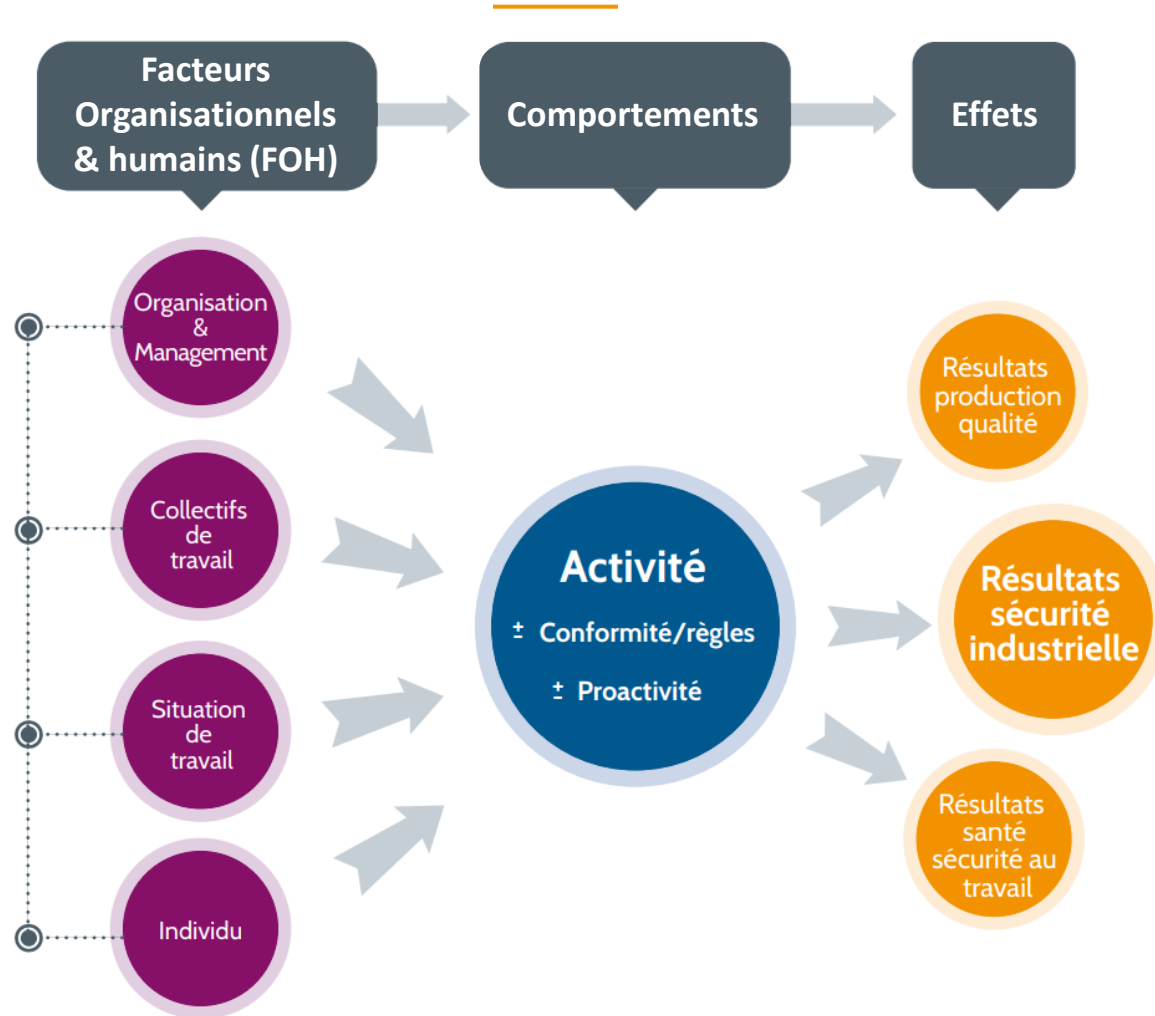 Facteurs
Organisationnels
& humains (FOH)
Comportements
Effets
Organisation
&
Management
Collectifs
de
travail
Situation
de
travail
Individu
Activité
± Conformité/règles
± Proactivité
Résultats
production
qualité
Résultats
sécurité
industrielle
Résultats
santé
sécurité au
travail